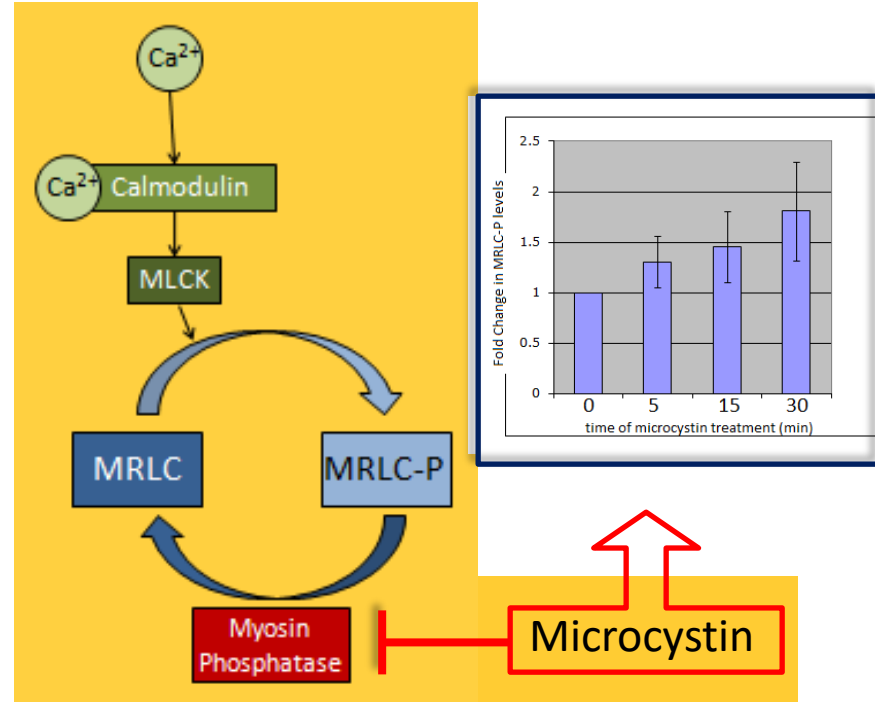 Ca2+
Ca2+ Calmodulin
MLCK
MRLC
MRLC-P
Myosin
Phosphatase
Fold Change in MRLC-P levels
2.5
2
1.5
1
0.5
0
0 5 15 30
time of microcystin treatment (min)
Microcystin